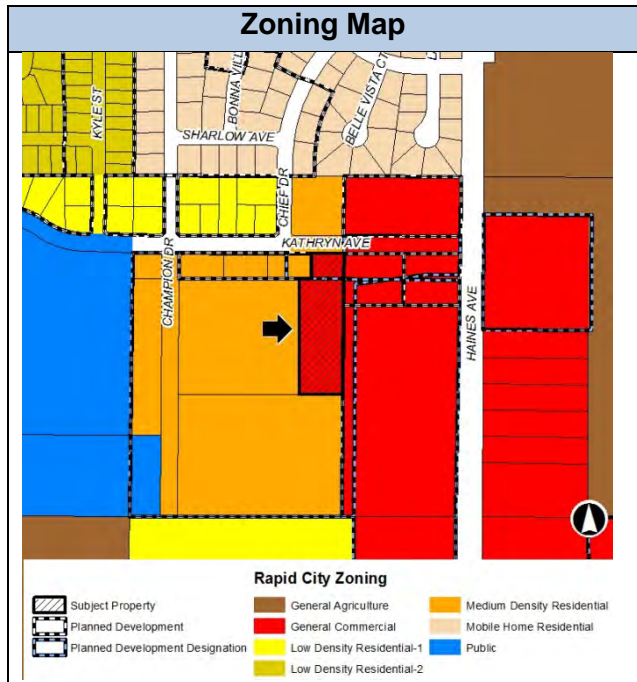 Zoning Map
KYLE ST
BONNA VILL
BELLE VISTA CT
SHARLOW AVE
CHIEF DR
KATHRYN AVE
CHAMPION DR
HAINES AVE
Rapid City Zoning
Subject Property
Planned Development
Planned Development Designation
General Agriculture
General Commercial
Low Density Residential-1
Low Density Residential-2
Medium Density Residential
Mobile Home Residential
Public